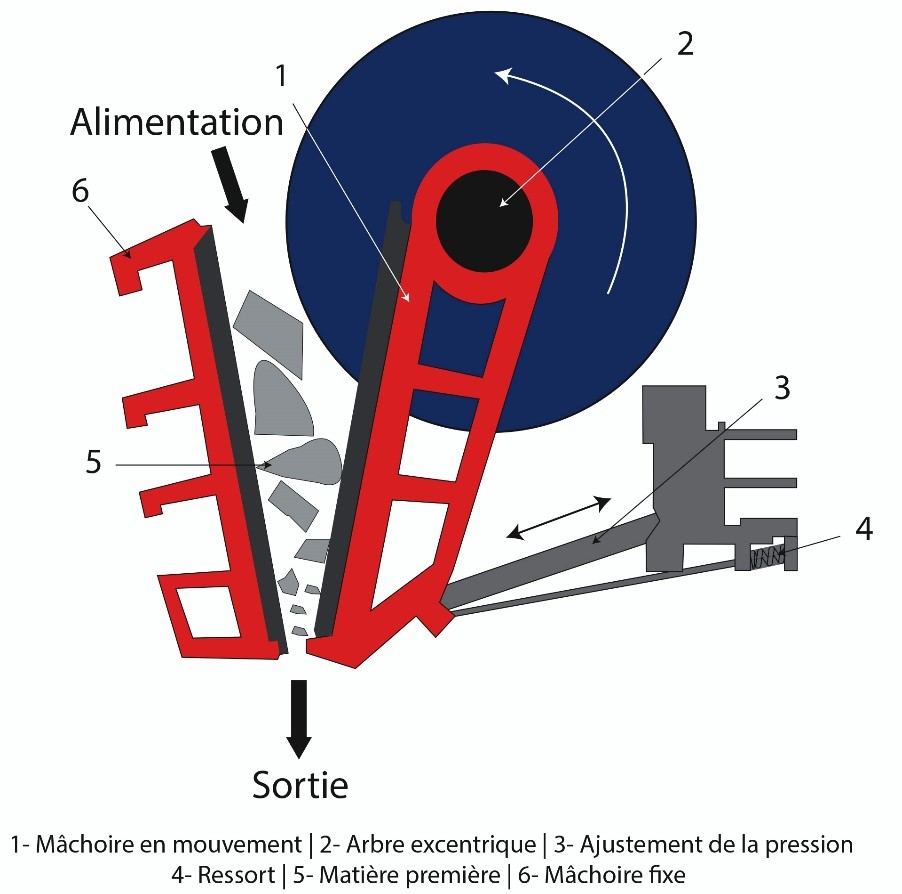 2
1
Alimentation
6
3
5
4
Sortie
1- Mâchoire en mouvement | 2- Arbre excentrique | 3- Ajustement de la pression
4- Ressort | 5- Matière première | 6- Mâchoire fixe